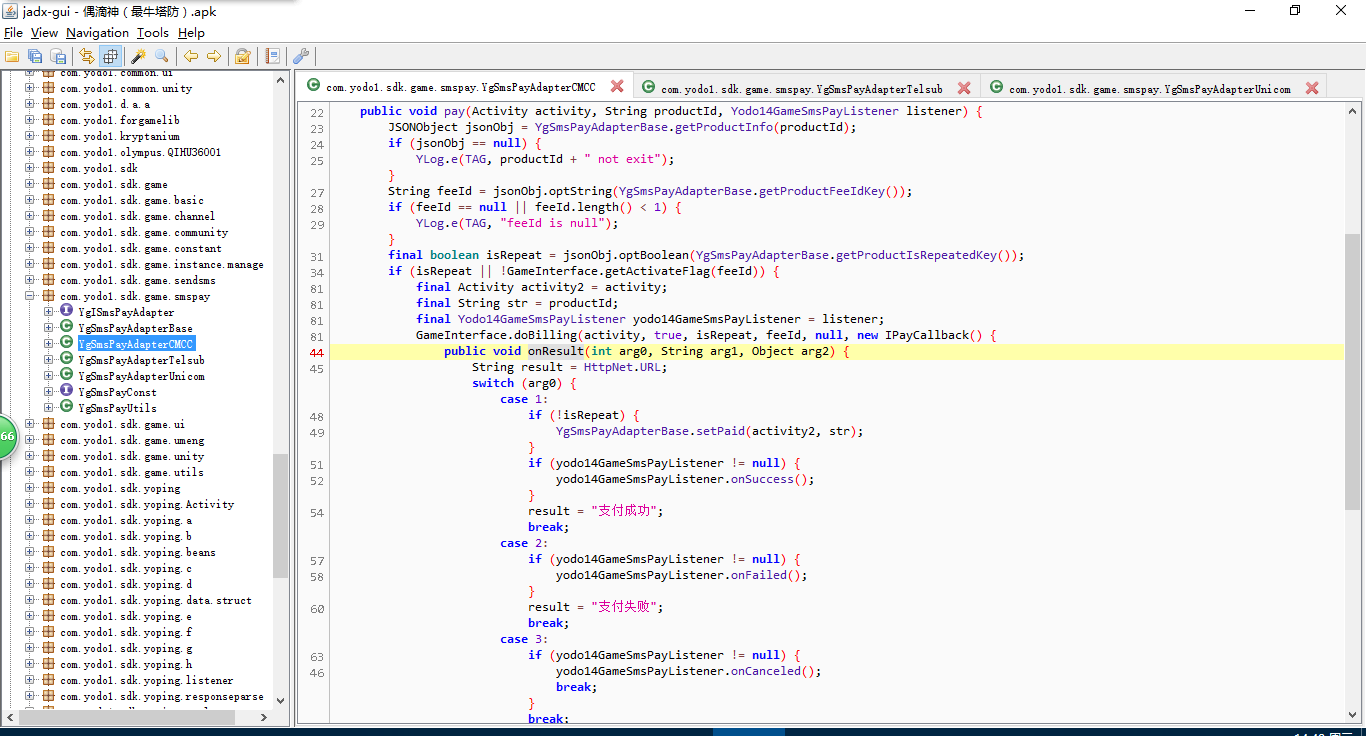 jadx-gui - 偶滴神（最牛塔防）.apk
File View Navigation Tools Help
com.yodo1.common.ui
com.yodo1.common.unity
com.yodo1.d.a.a
com.yodo1.forgamelib
com.yodo1.kryptanium
com.yodo1.olympus.QIHU36001
com.yodo1.sdk
com.yodo1.sdk.game
com.yodo1.sdk.game.basic
com.yodo1.sdk.game.channel
com.yodo1.sdk.game.community
com.yodo1.sdk.game.constant
com.yodo1.sdk.game.instance.manage
com.yodo1.sdk.game.sendsms
com.yodo1.sdk.game.smspay
YgISmsPayAdapter
YgSmsPayAdapterBase
YgSmsPayAdapterCMCC
YgSmsPayAdapterTelsub
YgSmsPayAdapterUnicom
YgSmsPayConst
YgSmsPayUtils
com.yodo1.sdk.game.ui
com.yodo1.sdk.game.umeng
com.yodo1.sdk.game.unity
com.yodo1.sdk.game.utils
com.yodo1.sdk.yoping
com.yodo1.sdk.yoping.Activity
com.yodo1.sdk.yoping.a
com.yodo1.sdk.yoping.b
com.yodo1.sdk.yoping.beans
com.yodo1.sdk.yoping.c
com.yodo1.sdk.yoping.d
com.yodo1.sdk.yoping.data.struct
com.yodo1.sdk.yoping.e
com.yodo1.sdk.yoping.f
com.yodo1.sdk.yoping.g
com.yodo1.sdk.yoping.h
com.yodo1.sdk.yoping.listener
com.yodo1.sdk.yoping.responseparse
66
com.yodo1.sdk.game.smspay.YgSmsPayAdapterCMCC com.yodo1.sdk.game.smspay.YgSmsPayAdapterTelsub com.yodo1.sdk.game.smspay.YgSmsPayAdapterUnicom
22 public void pay(Activity activity, String productId, Yodo14GameSmsPayListener listener) {
23 JSONObject jsonObj = YgSmsPayAdapterBase.getProductInfo(productId);
24 if (jsonObj == null) {
25 YLog.e(TAG, productId + " not exit");
}
27 String feeId = jsonObj.optString(YgSmsPayAdapterBase.getProductFeeIdKey());
28 if (feeId == null || feeId.length() < 1) {
29 YLog.e(TAG, "feeId is null");
}
31 final boolean isRepeat = jsonObj.optBoolean(YgSmsPayAdapterBase.getProductIsRepeatedKey());
34 if (isRepeat || !GameInterface.getActivateFlag(feeId)) {
81 final Activity activity2 = activity;
81 final String str = productId;
81 final Yodo14GameSmsPayListener yodo14GameSmsPayListener = listener;
81 GameInterface.doBilling(activity, true, isRepeat, feeId, null, new IPayCallback() {
44 public void onResult(int arg0, String arg1, Object arg2) {
45 String result = HttpNet.URL;
switch (arg0) {
case 1:
48 if (!isRepeat) {
49 YgSmsPayAdapterBase.setPaid(activity2, str);
}
51 if (yodo14GameSmsPayListener != null) {
52 yodo14GameSmsPayListener.onSuccess();
}
54 result = "支付成功";
break;
case 2:
57 if (yodo14GameSmsPayListener != null) {
58 yodo14GameSmsPayListener.onFailed();
}
60 result = "支付失败";
break;
case 3:
63 if (yodo14GameSmsPayListener != null) {
46 yodo14GameSmsPayListener.onCanceled();
break;
}
break;